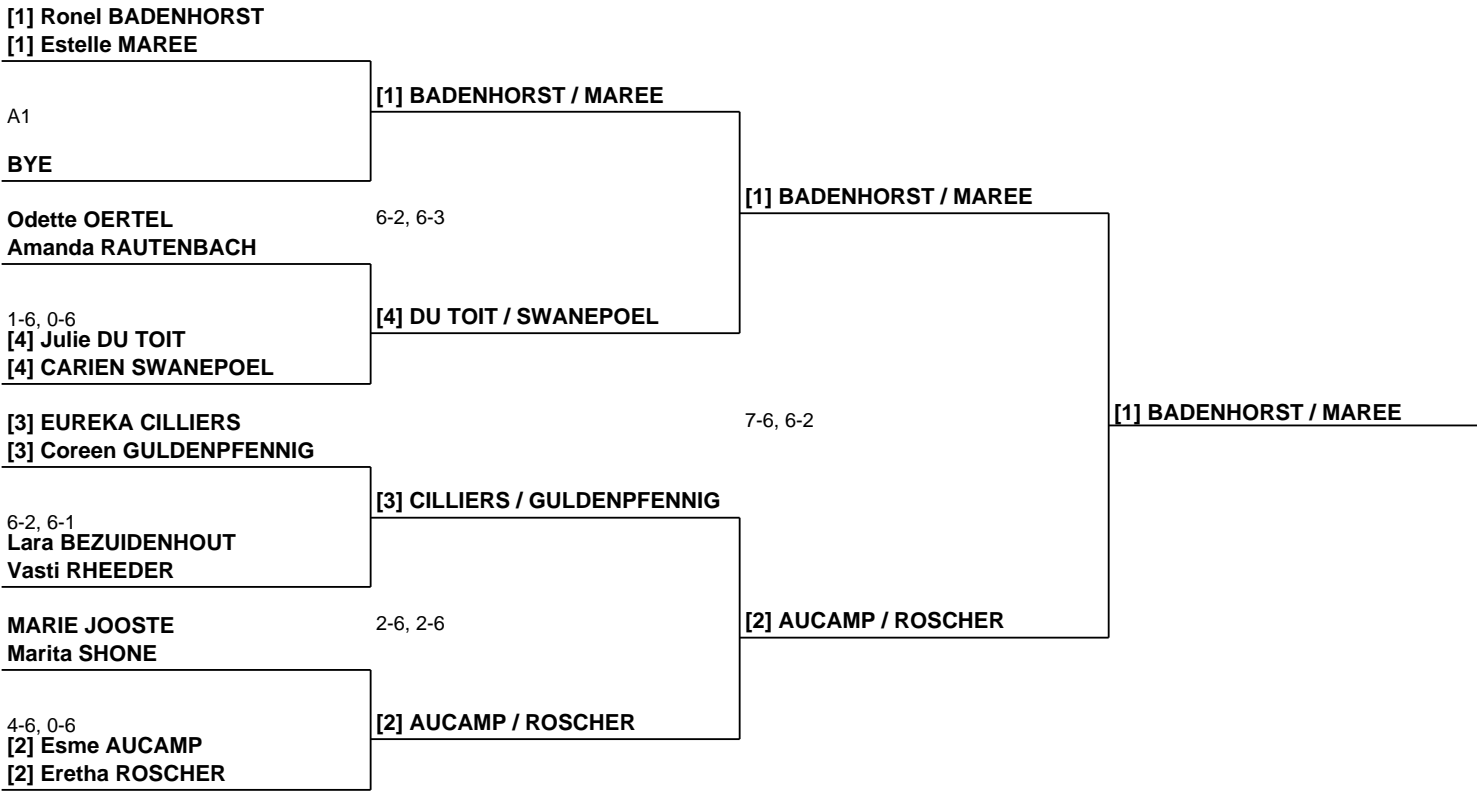 [1] Ronel BADENHORST
[1] Estelle MAREE
[1] BADENHORST / MAREE
A1
BYE
[1] BADENHORST / MAREE
Odette OERTEL
6-2, 6-3
Amanda RAUTENBACH
1-6, 0-6
[4] DU TOIT / SWANEPOEL
[4] Julie DU TOIT
[4] CARIEN SWANEPOEL
[3] EUREKA CILLIERS
7-6, 6-2
[1] BADENHORST / MAREE
[3] Coreen GULDENPFENNIG
[3] CILLIERS / GULDENPFENNIG
6-2, 6-1
Lara BEZUIDENHOUT
Vasti RHEEDER
MARIE JOOSTE
2-6, 2-6
[2] AUCAMP / ROSCHER
Marita SHONE
4-6, 0-6
[2] AUCAMP / ROSCHER
[2] Esme AUCAMP
[2] Eretha ROSCHER